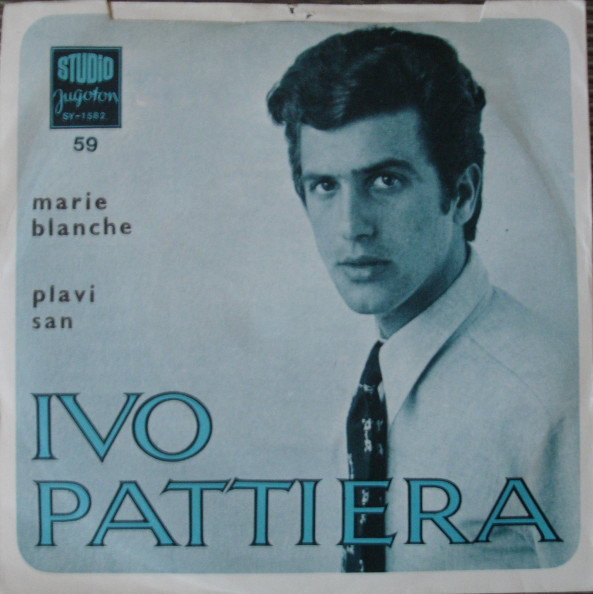 STUDIO
Jugoton
SY-1582
59
marie
blanche
plavi
san
IVO
PATTIERA